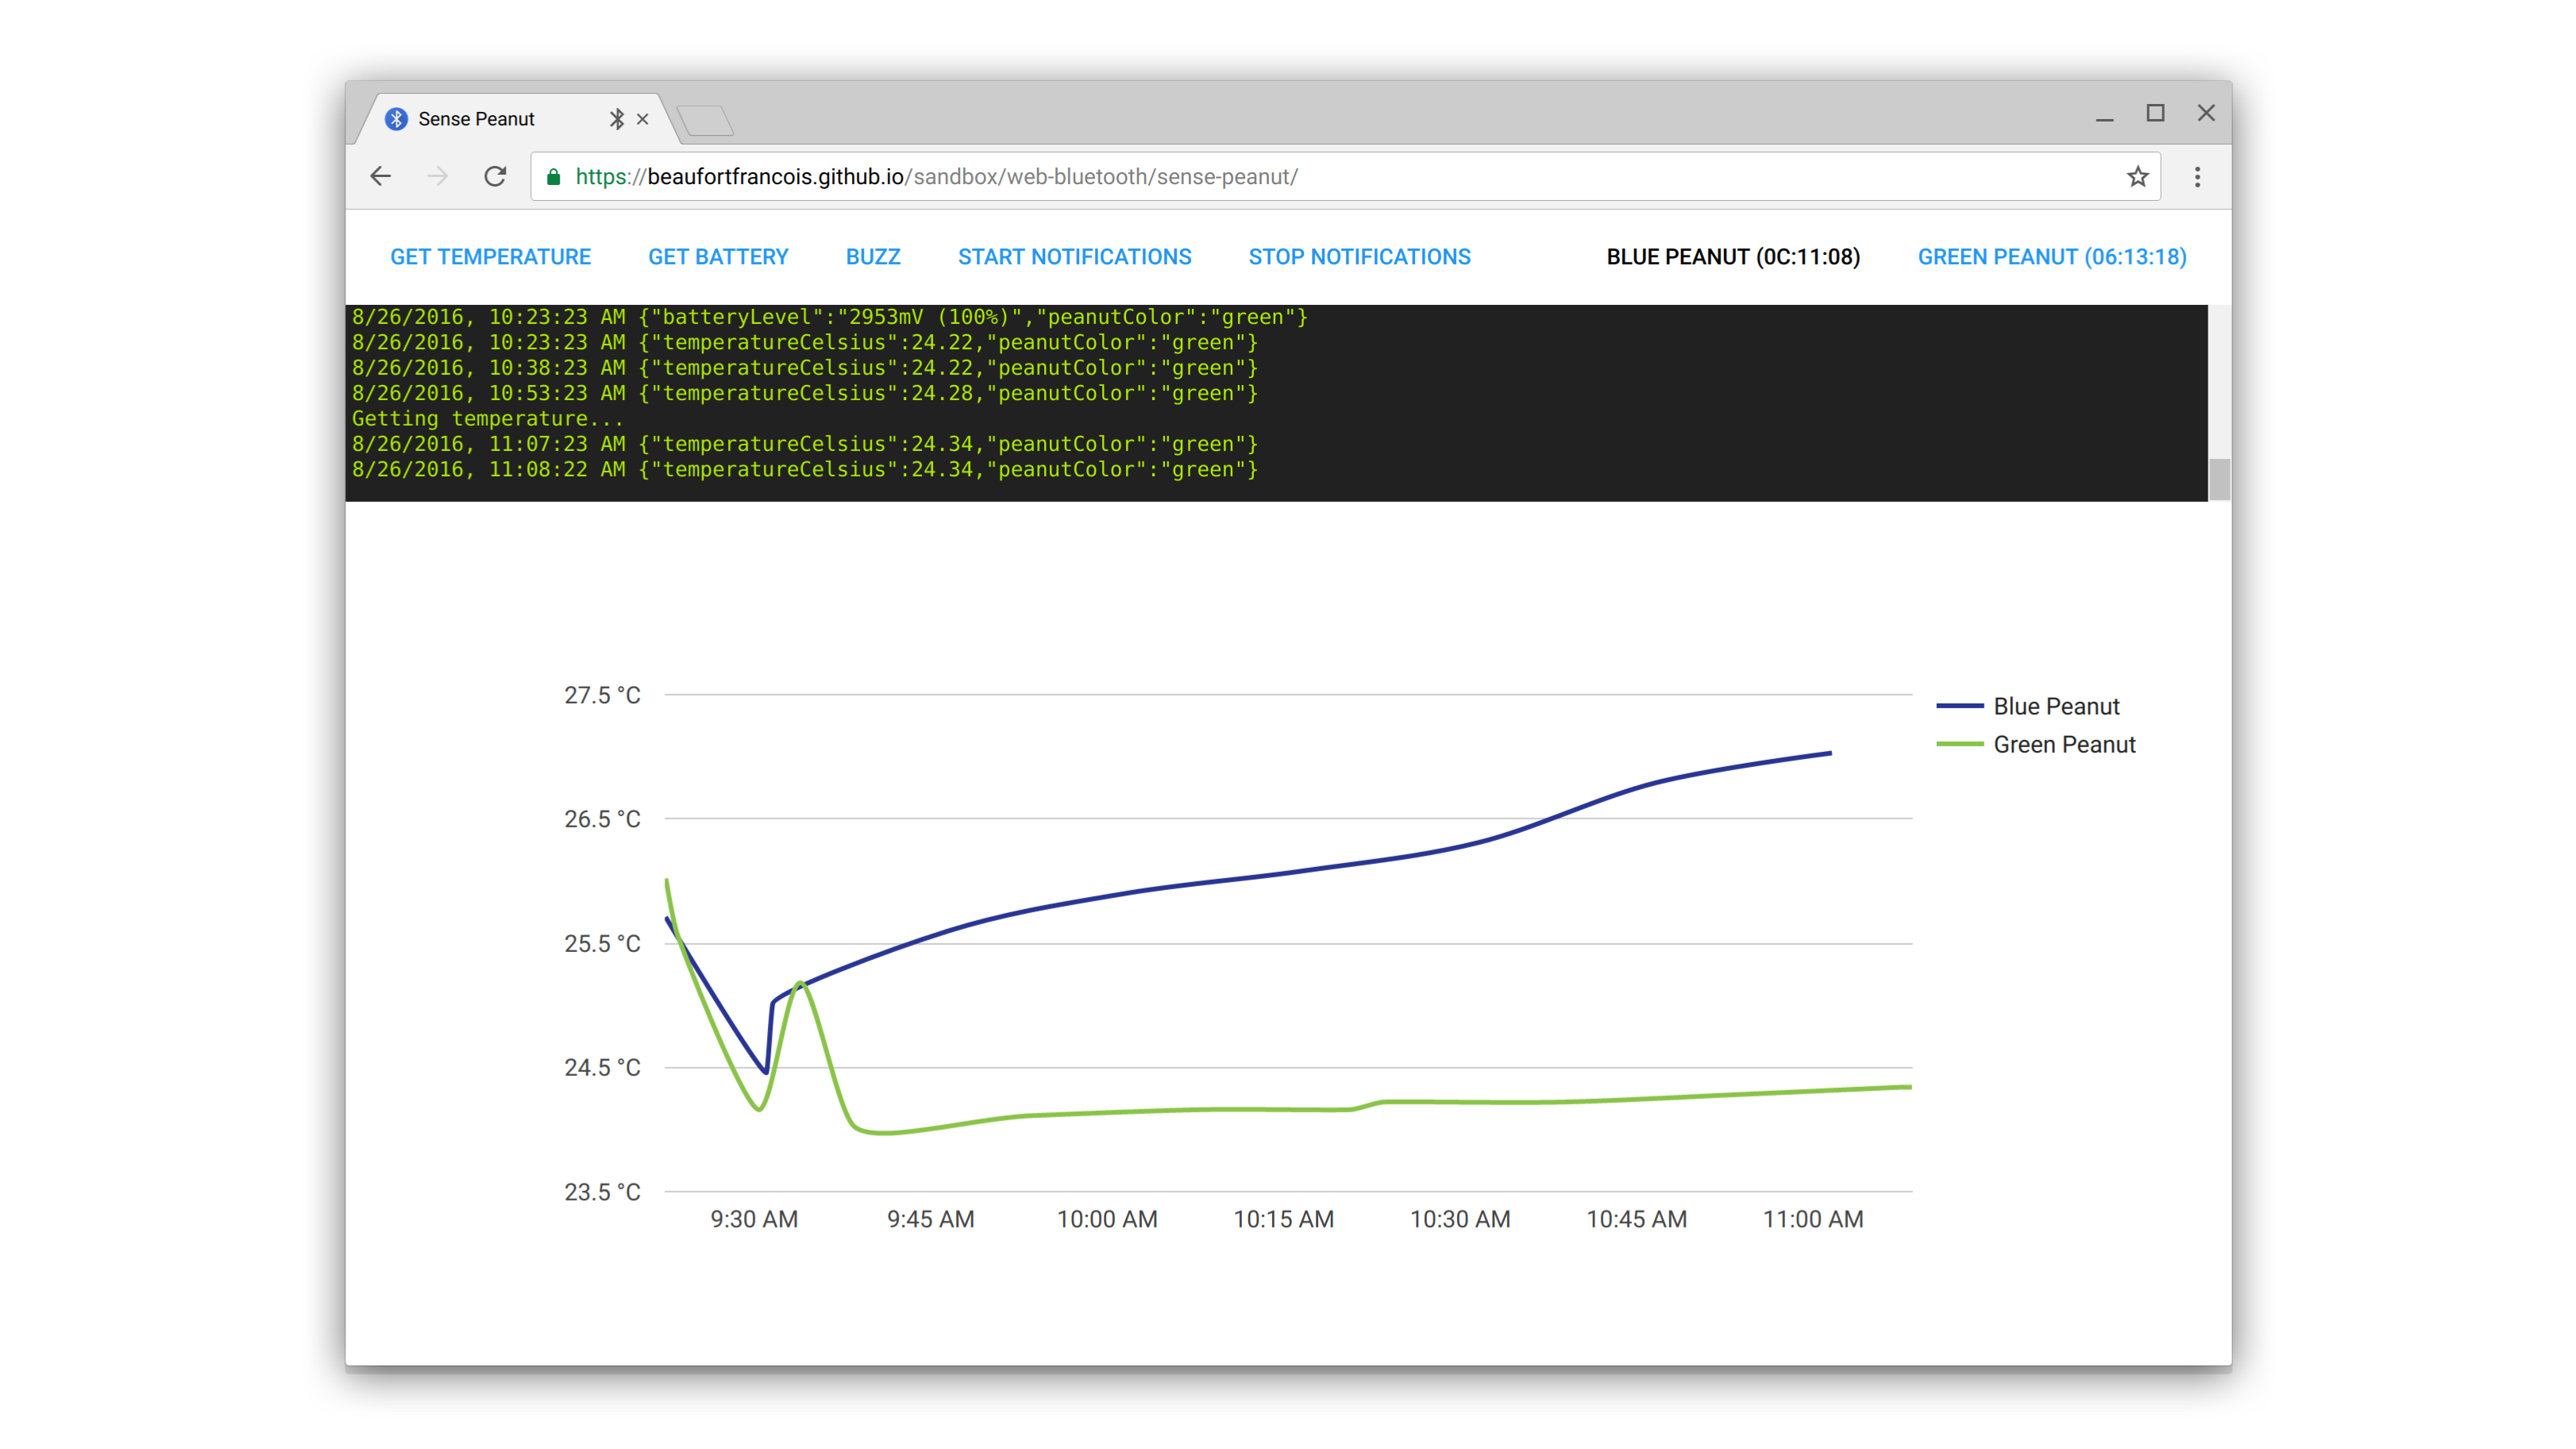 Sense Peanut
https://beaufortfrancois.github.io/sandbox/web-bluetooth/sense-peanut/
GET TEMPERATURE GET BATTERY BUZZ START NOTIFICATIONS STOP NOTIFICATIONS BLUE PEANUT (0C:11:08) GREEN PEANUT (06:13:18)
8/26/2016, 10:23:23 AM {"batteryLevel":"2953mV (100%)","peanutColor":"green"}
8/26/2016, 10:23:23 AM {"temperatureCelsius":24.22,"peanutColor":"green"}
8/26/2016, 10:38:23 AM {"temperatureCelsius":24.22,"peanutColor":"green"}
8/26/2016, 10:53:23 AM {"temperatureCelsius":24.28,"peanutColor":"green"}
Getting temperature...
8/26/2016, 11:07:23 AM {"temperatureCelsius":24.34,"peanutColor":"green"}
8/26/2016, 11:08:22 AM {"temperatureCelsius":24.34,"peanutColor":"green"}
27.5 °C
Blue Peanut
Green Peanut
26.5 °C
25.5 °C
24.5 °C
23.5 °C
9:30 AM 9:45 AM 10:00 AM 10:15 AM 10:30 AM 10:45 AM 11:00 AM